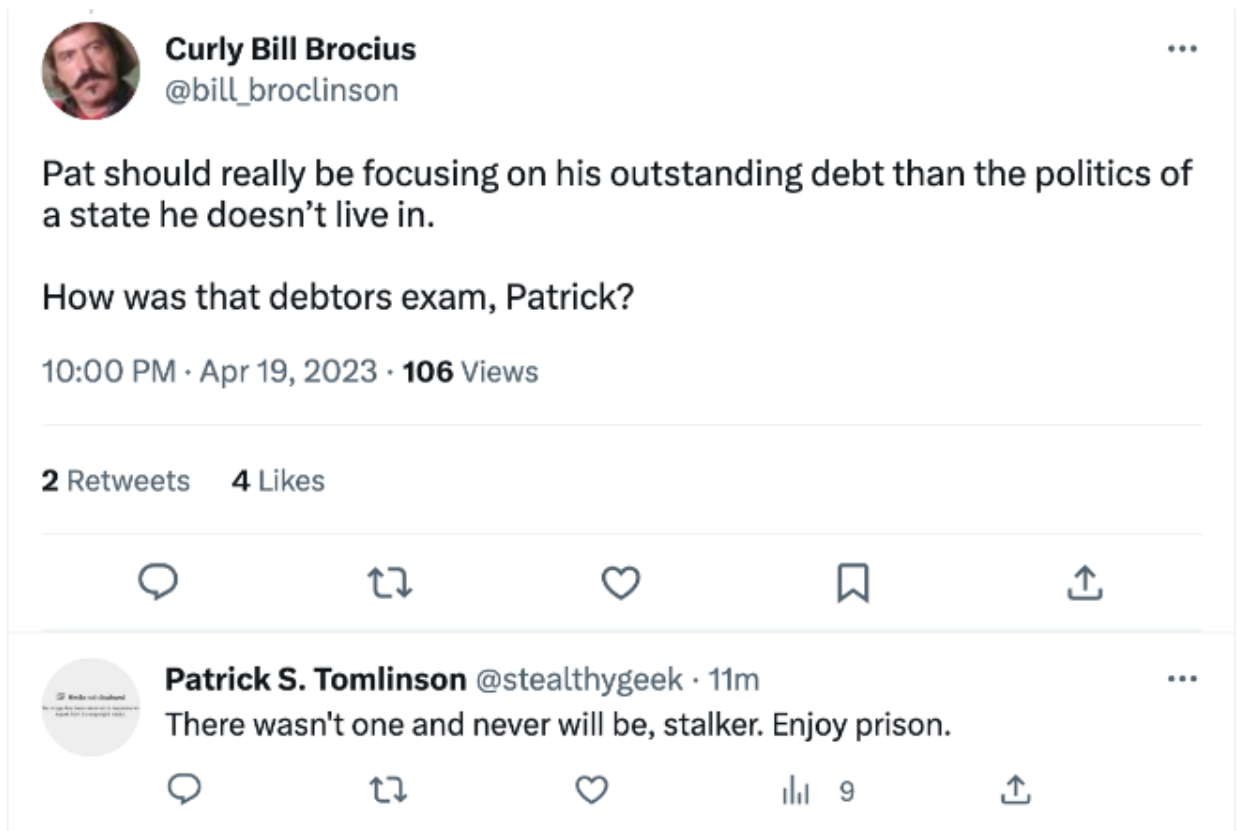 Curly Bill Brocius
@bill_broclinson
Pat should really be focusing on his outstanding debt than the politics of
a state he doesn’t live in.
How was that debtors exam, Patrick?
10:00 PM · Apr 19, 2023 · 106 Views
2 Retweets 4 Likes
Patrick S. Tomlinson @stealthygeek · 11m
There wasn't one and never will be, stalker. Enjoy prison.
9